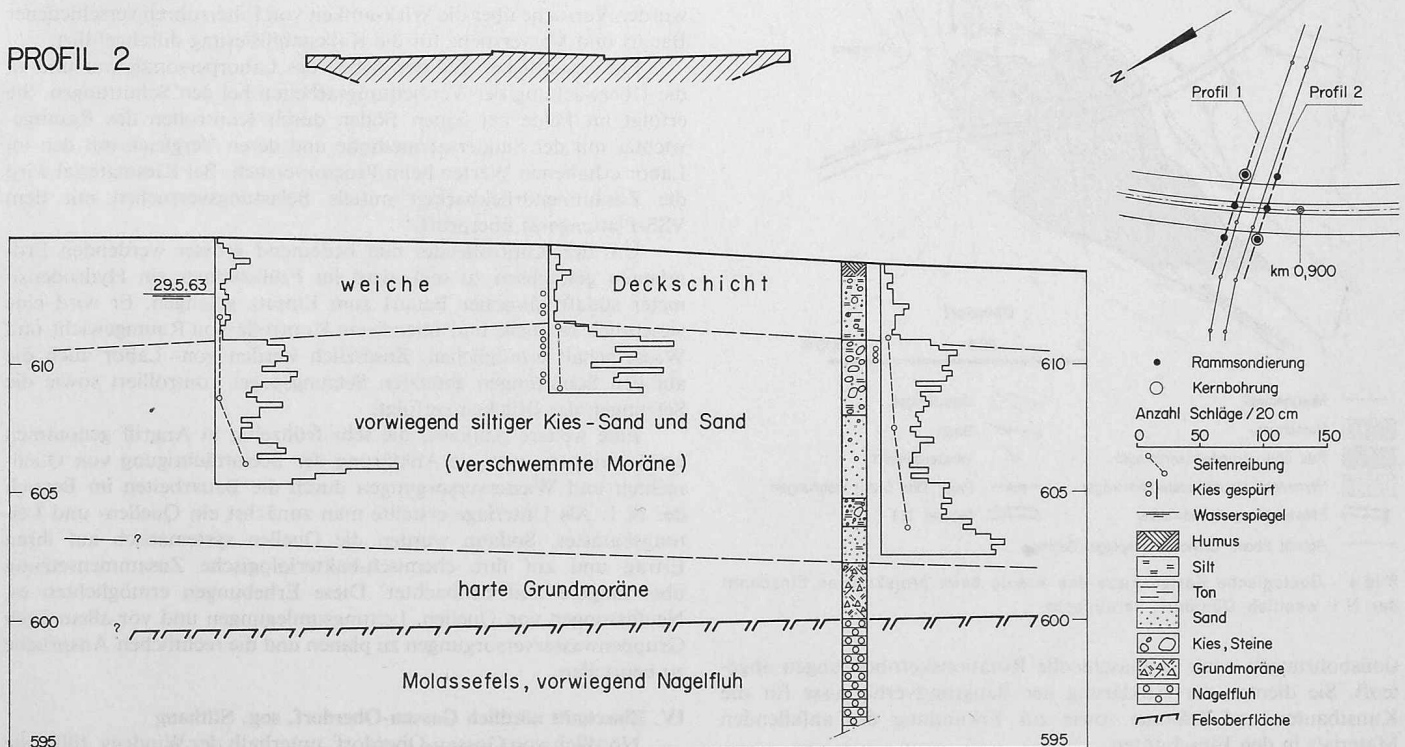 PROFIL 2
N
Profil 1
Profil 2
km 0,900
29.5.63
weiche Deckschicht
610
610
vorwiegend siltiger Kies-Sand und Sand
(verschwemmte Moräne)
605
605
?
harte Grundmoräne
600
600
Molassefels, vorwiegend Nagelfluh
595
595
Rammsondierung
Kernbohrung
Anzahl Schläge/20 cm
0 50 100 150
Seitenreibung
Kies gespürt
Wasserspiegel
Humus
Silt
Ton
Sand
Kies, Steine
Grundmoräne
Nagelfluh
Felsoberfläche